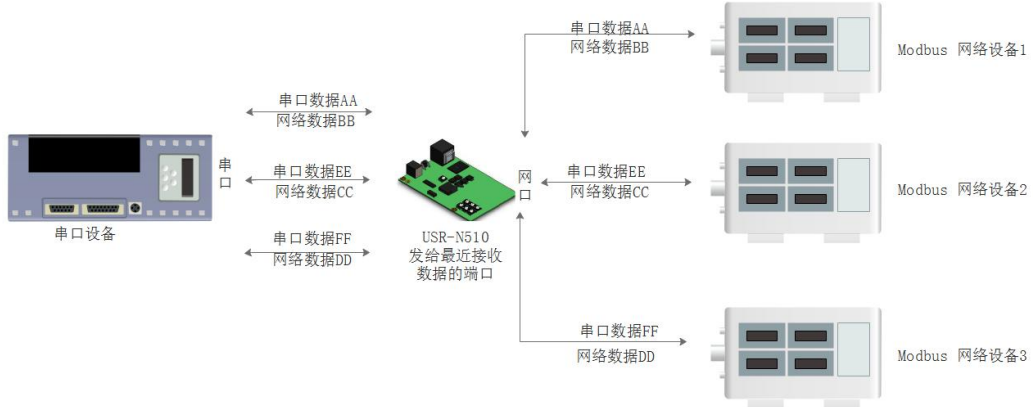 串口数据AA
网络数据BB
串口数据EE
网络数据CC
串口数据FF
网络数据DD
串口
串口设备
USR-N510
发给最近接收
数据的端口
网口
串口数据AA
网络数据BB
Modbus 网络设备1
串口数据EE
网络数据CC
Modbus 网络设备2
串口数据FF
网络数据DD
Modbus 网络设备3